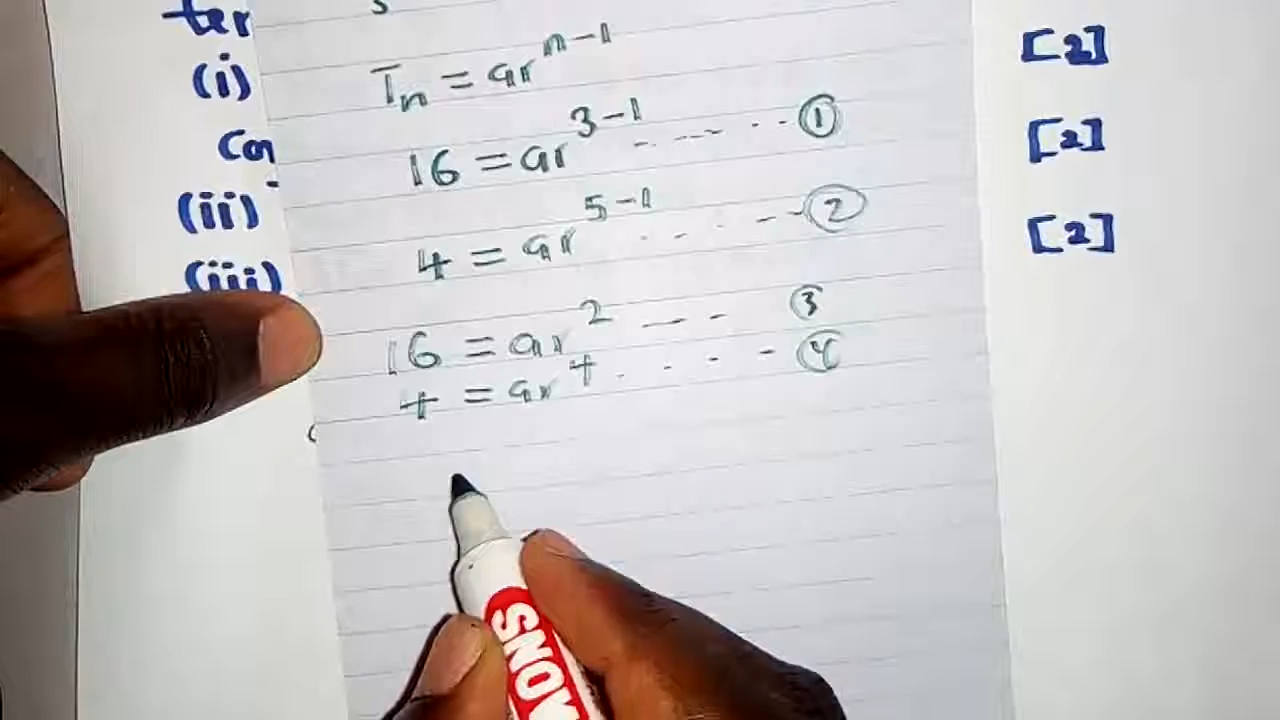 ter
(i) [2]
Con [2]
(ii)
(iii) [2]
Tn = ar^n-1
16 = ar^3-1 - - -- - - ①
4 = ar^5-1 . - . - - ②
16 = ar^2 - - - ③
4 = ar^4 . . . - - ④
SNOW